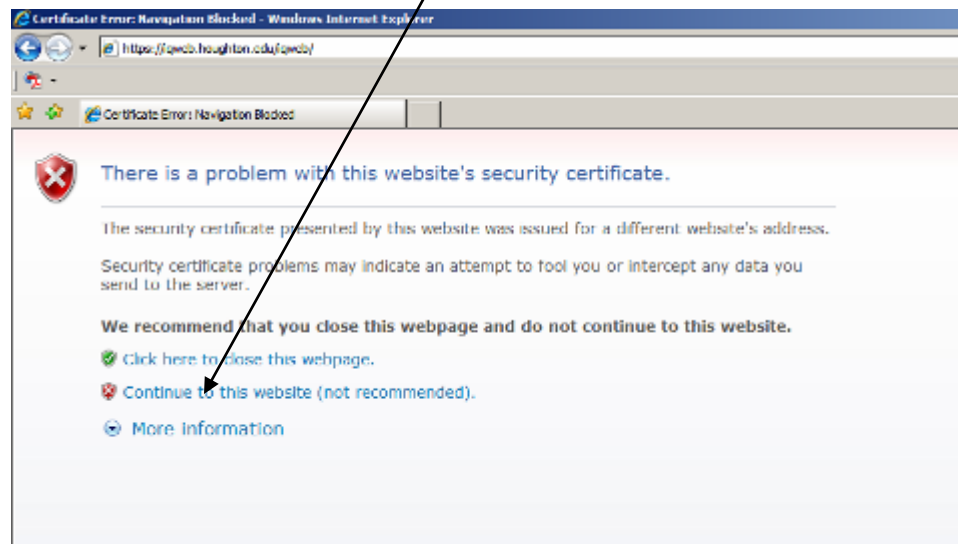 Certificate Error: Navigation Blocked - Windows Internet Explorer
https://iqweb.houghton.edu/iqweb/
Certificate Error: Navigation Blocked
There is a problem with this website's security certificate.
The security certificate presented by this website was issued for a different website's address.
Security certificate problems may indicate an attempt to fool you or intercept any data you
send to the server.
We recommend that you close this webpage and do not continue to this website.
Click here to close this webpage.
Continue to this website (not recommended).
More information